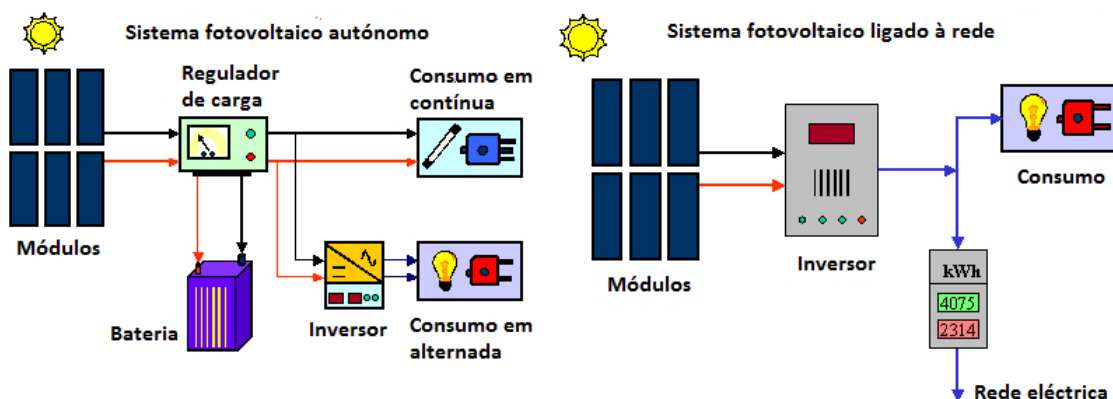 Sistema fotovoltaico autónomo
Regulador
de carga
Consumo em
contínua
Módulos
Bateria
Inversor
Consumo em
alternada
Sistema fotovoltaico ligado à rede
Módulos
Inversor
Consumo
kWh
4075
2314
Rede eléctrica